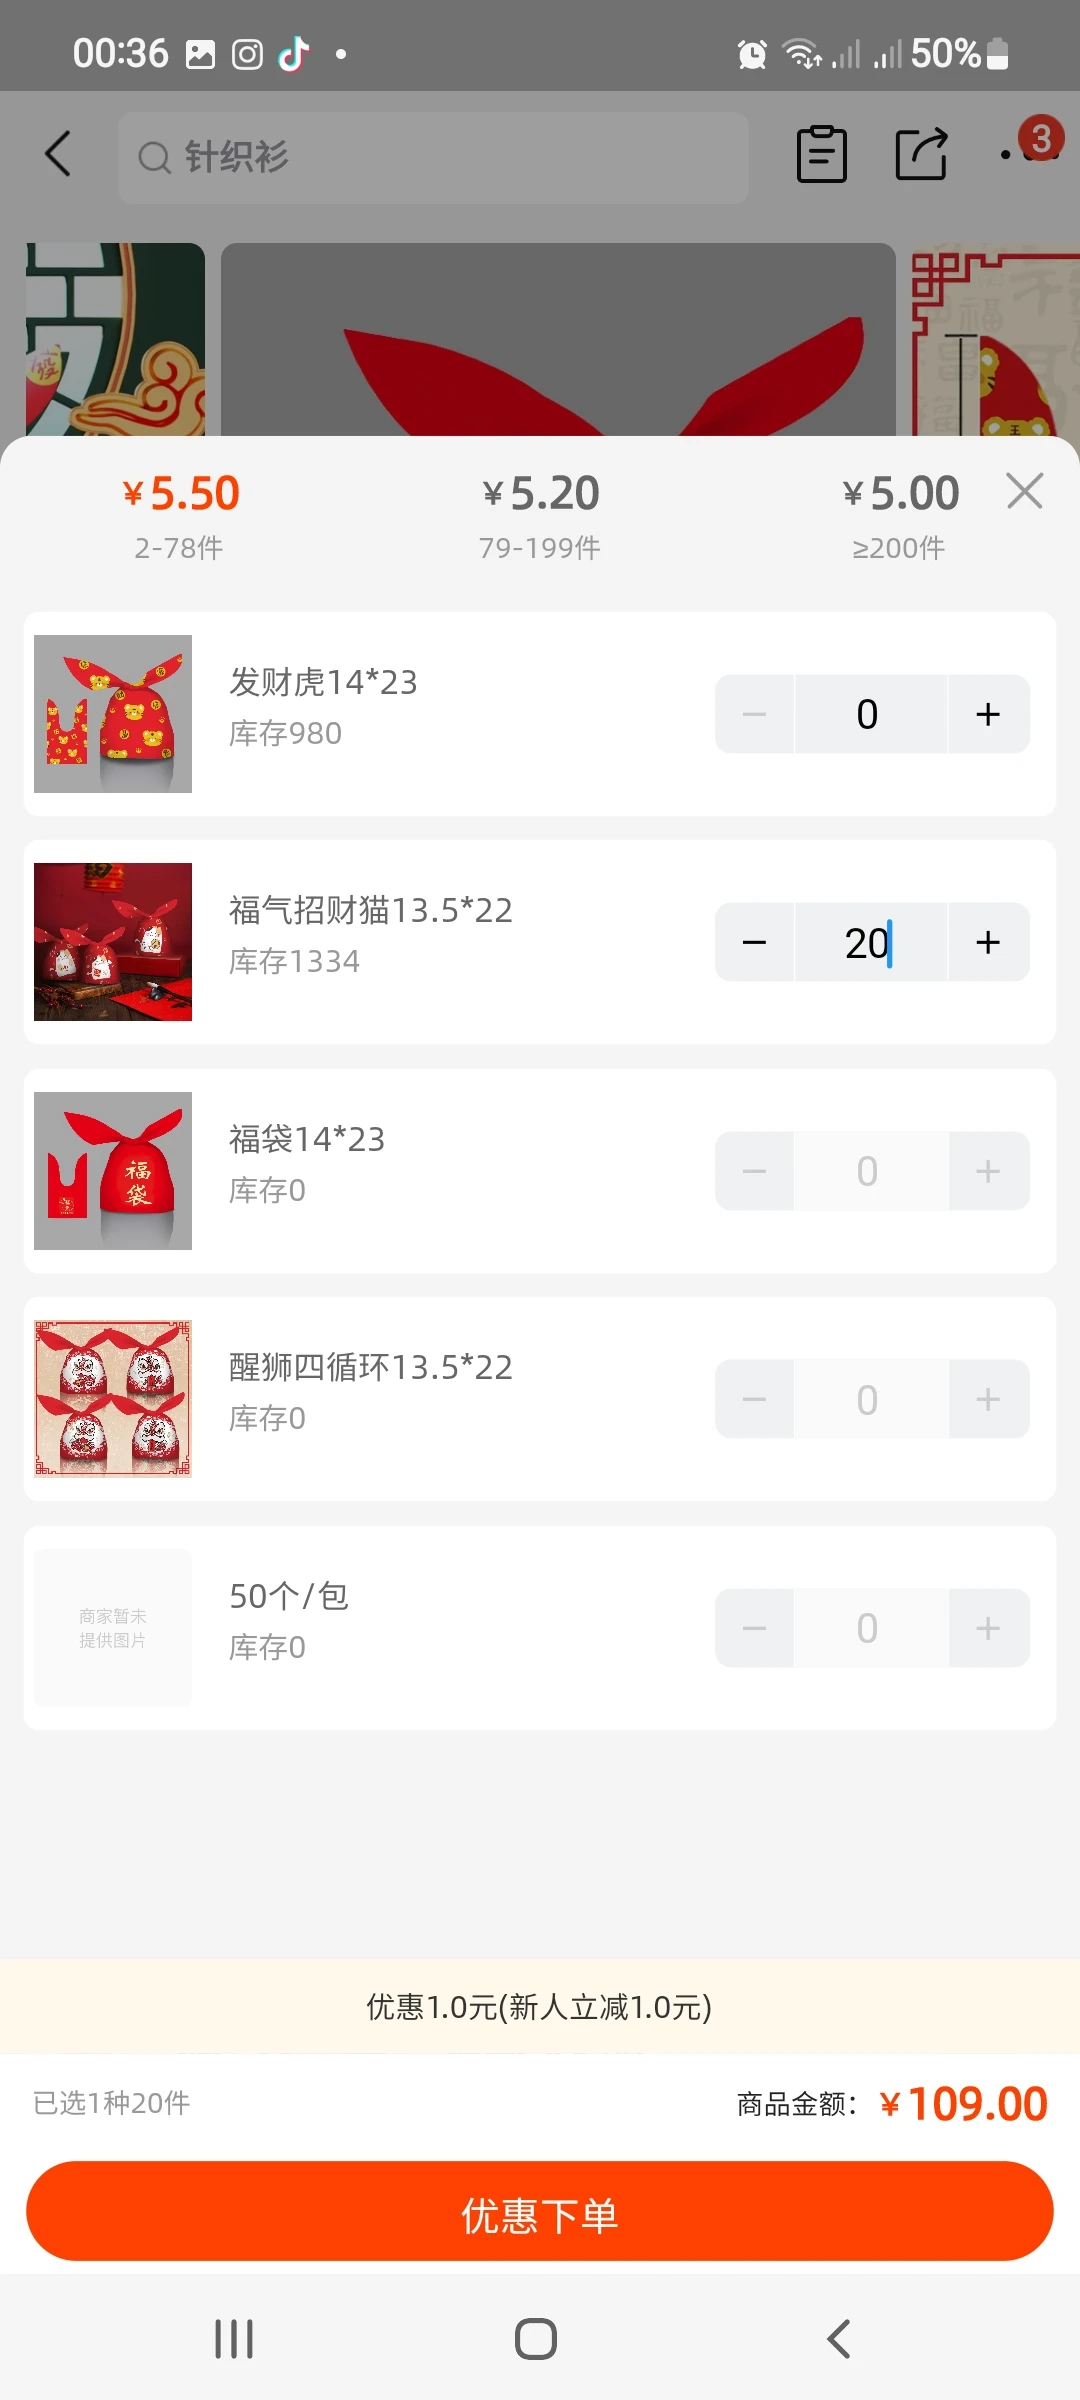 00:36
50%
针织衫
3
¥5.50
2-78件
¥5.20
79-199件
¥5.00
≥200件
发财虎14*23
库存980
0
福气招财猫13.5*22
库存1334
20
福袋
福袋14*23
库存0
0
醒狮四循环13.5*22
库存0
0
商家暂未
提供图片
50个/包
库存0
0
优惠1.0元(新人立减1.0元)
已选1种20件
商品金额：¥109.00
优惠下单